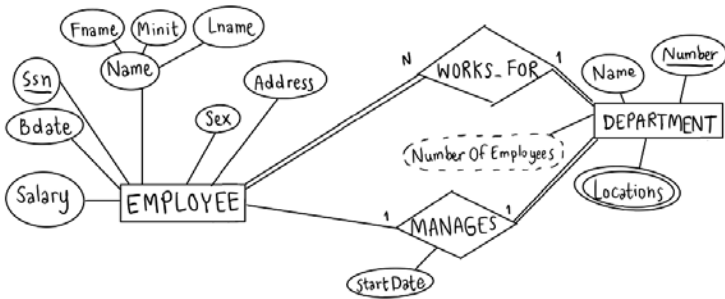 Fname
Minit
Lname
Name
Ssn
Bdate
Salary
Sex
Address
EMPLOYEE
N
WORKS_FOR
1
Name
Number
DEPARTMENT
Number Of Employees
Locations
1
MANAGES
1
StartDate